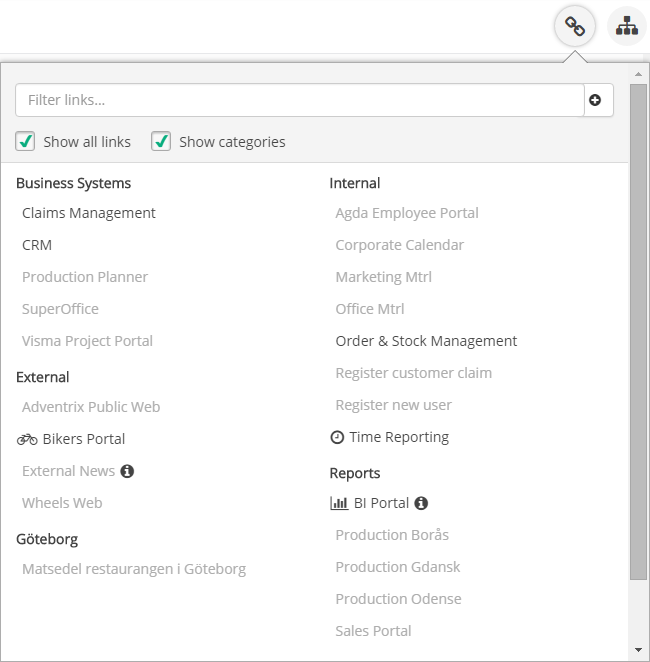 Filter links...
Show all links
Show categories
Business Systems
Claims Management
CRM
Production Planner
SuperOffice
Visma Project Portal
External
Adventrix Public Web
Bikers Portal
External News
Wheels Web
Göteborg
Matsedel restaurangen i Göteborg
Internal
Agda Employee Portal
Corporate Calendar
Marketing Mtrl
Office Mtrl
Order & Stock Management
Register customer claim
Register new user
Time Reporting
Reports
BI Portal
Production Borås
Production Gdansk
Production Odense
Sales Portal